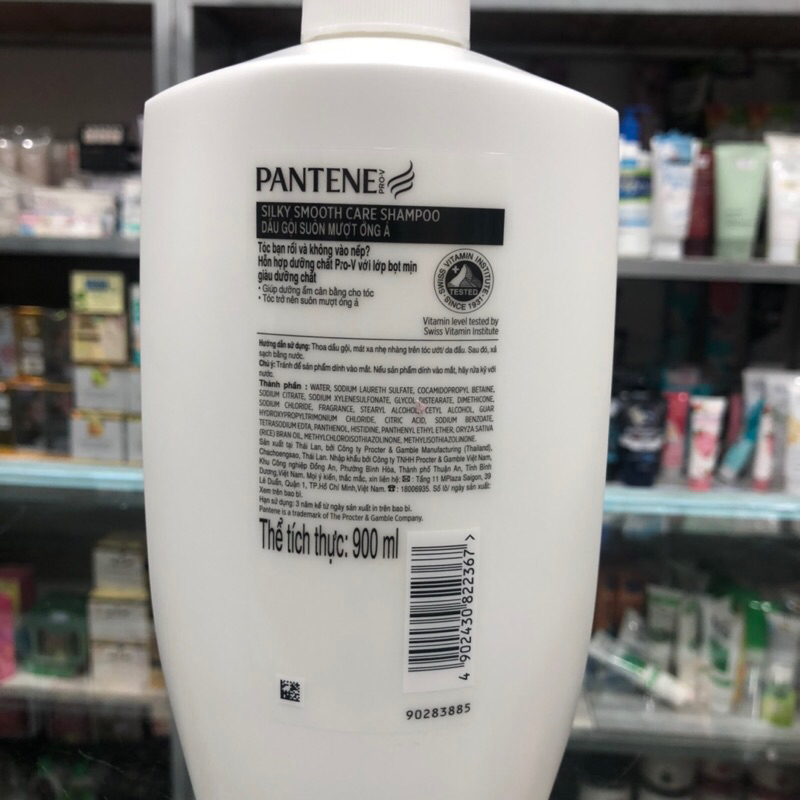 PANTENE
PRO-V
SILKY SMOOTH CARE SHAMPOO
DẦU GỘI SUÔN MƯỢT ÓNG Ả
Tóc bạn rối và không vào nếp?
Hỗn hợp dưỡng chất Pro-V với lớp bọt mịn
giàu dưỡng chất
• Giúp dưỡng ẩm cân bằng cho tóc
• Tóc trở nên suôn mượt óng ả
SWISS VITAMIN INSTITUTE
TESTED
SINCE 1931
Vitamin level tested by
Swiss Vitamin Institute
Hướng dẫn sử dụng: Thoa dầu gội, mát xa nhẹ nhàng trên tóc ướt/ da đầu. Sau đó, xả
sạch bằng nước.
Chú ý: Tránh để sản phẩm dính vào mắt. Nếu sản phẩm dính vào mắt, hãy rửa kỹ với
nước.
Thành phần : WATER, SODIUM LAURETH SULFATE, COCAMIDOPROPYL BETAINE,
SODIUM CITRATE, SODIUM XYLENESULFONATE, GLYCOL DISTEARATE, DIMETHICONE,
SODIUM CHLORIDE, FRAGRANCE, STEARYL ALCOHOL, CETYL ALCOHOL, GUAR
HYDROXYPROPYLTRIMONIUM CHLORIDE, CITRIC ACID, SODIUM BENZOATE,
TETRASODIUM EDTA, PANTHENOL, HISTIDINE, PANTHENYL ETHYL ETHER, ORYZA SATIVA
(RICE) BRAN OIL, METHYLCHLOROISOTHIAZOLINONE, METHYLISOTHIAZOLINONE.
Sản xuất tại Thái Lan, bởi Công ty Procter & Gamble Manufacturing (Thailand),
Chachoengsao, Thái Lan. Nhập khẩu bởi Công ty TNHH Procter & Gamble Việt Nam,
Khu Công nghiệp Đồng An, Phường Bình Hòa, Thành phố Thuận An, Tỉnh Bình
Dương, Việt Nam. Mọi ý kiến, thắc mắc, xin liên hệ: Tầng 11 MPlaza Saigon, 39
Lê Duẩn, Quận 1, TP.Hồ Chí Minh, Việt Nam. ☎: 18006935. Số lô/ ngày sản xuất:
Xem trên bao bì.
Hạn sử dụng: 3 năm kể từ ngày sản xuất in trên bao bì.
Pantene is a trademark of The Procter & Gamble Company.
Thể tích thực: 900 ml
4 902430 822367 >
90283885